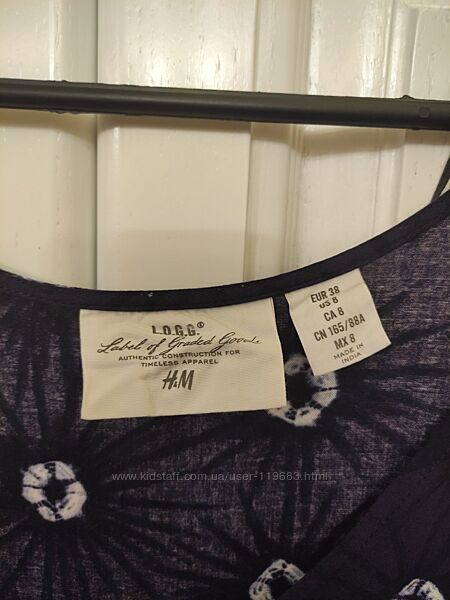 L.O.G.G.®
Label of Graded Goods
AUTHENTIC CONSTRUCTION FOR
TIMELESS APPAREL
H&M
EUR 38
US 8
CA 8
CN 165/88A
MX 8
MADE IN
INDIA
www.kidstaff.com.ua/user-119683.html